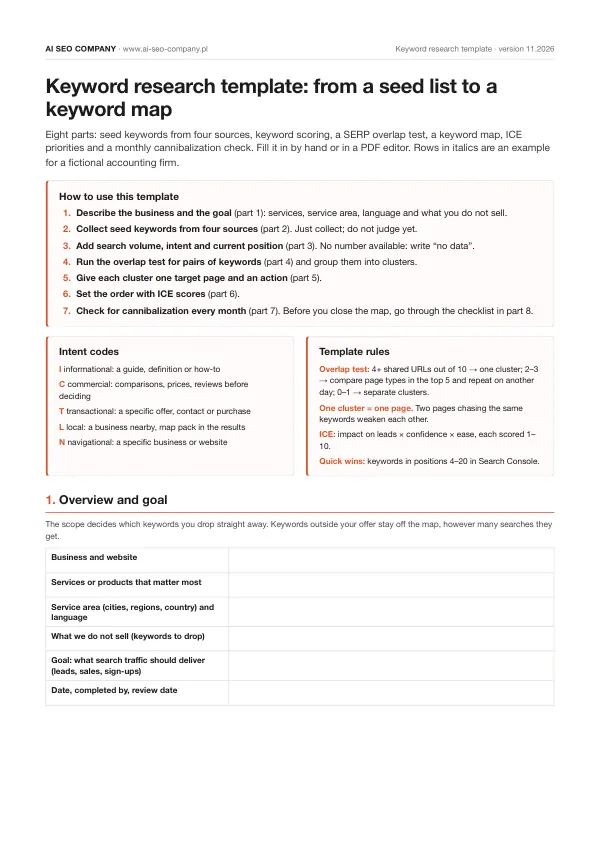 AI SEO COMPANY · www.ai-seo-company.pl
Keyword research template · version 11.2026
Keyword research template: from a seed list to a
keyword map
Eight parts: seed keywords from four sources, keyword scoring, a SERP overlap test, a keyword map, ICE
priorities and a monthly cannibalization check. Fill it in by hand or in a PDF editor. Rows in italics are an example
for a fictional accounting firm.
How to use this template
1. Describe the business and the goal (part 1): services, service area, language and what you do not sell.
2. Collect seed keywords from four sources (part 2). Just collect; do not judge yet.
3. Add search volume, intent and current position (part 3). No number available: write “no data”.
4. Run the overlap test for pairs of keywords (part 4) and group them into clusters.
5. Give each cluster one target page and an action (part 5).
6. Set the order with ICE scores (part 6).
7. Check for cannibalization every month (part 7). Before you close the map, go through the checklist in part 8.
Intent codes
I informational: a guide, definition or how-to
C commercial: comparisons, prices, reviews before
deciding
T transactional: a specific offer, contact or purchase
L local: a business nearby, map pack in the results
N navigational: a specific business or website
Template rules
Overlap test: 4+ shared URLs out of 10 → one cluster; 2–3
→ compare page types in the top 5 and repeat on another
day; 0–1 → separate clusters.
One cluster = one page. Two pages chasing the same
keywords weaken each other.
ICE: impact on leads × confidence × ease, each scored 1–
10.
Quick wins: keywords in positions 4–20 in Search Console.
1. Overview and goal
The scope decides which keywords you drop straight away. Keywords outside your offer stay off the map, however many searches they
get.
Business and website
Services or products that matter most
Service area (cities, regions, country) and
language
What we do not sell (keywords to drop)
Goal: what search traffic should deliver
(leads, sales, sign-ups)
Date, completed by, review date